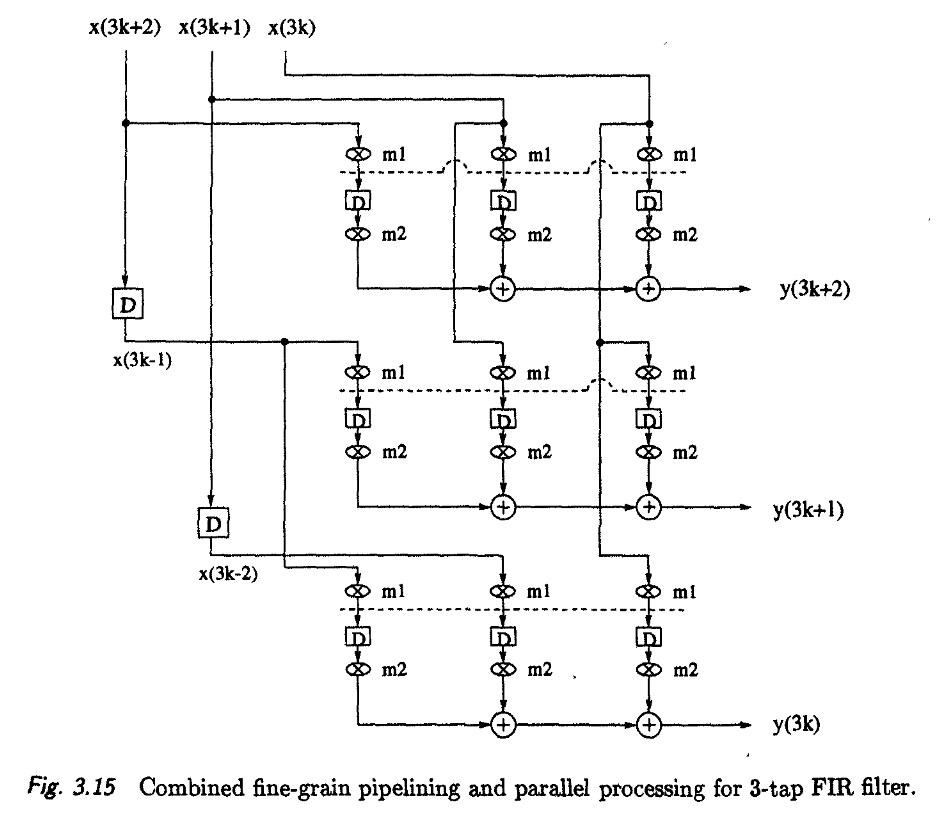 x(3k+2) x(3k+1) x(3k)
m1 m1 m1
D D D
m2 m2 m2
+ + y(3k+2)
D
x(3k-1)
m1 m1 m1
D D D
m2 m2 m2
+ + y(3k+1)
D
x(3k-2)
m1 m1 m1
D D D
m2 m2 m2
+ + y(3k)
Fig. 3.15 Combined fine-grain pipelining and parallel processing for 3-tap FIR filter.